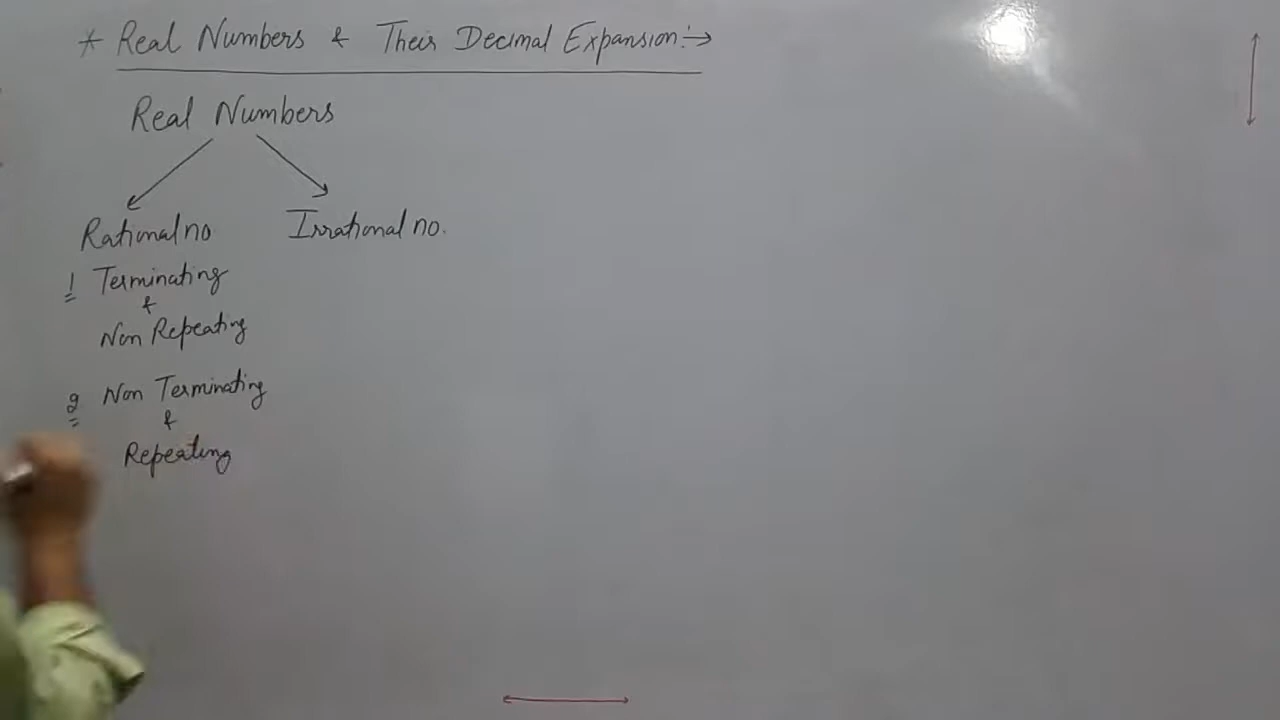 * Real Numbers & Their Decimal Expansion:→
Real Numbers
Rational no
Irrational no.
1 Terminating
&
Non Repeating
2 Non Terminating
&
Repeating